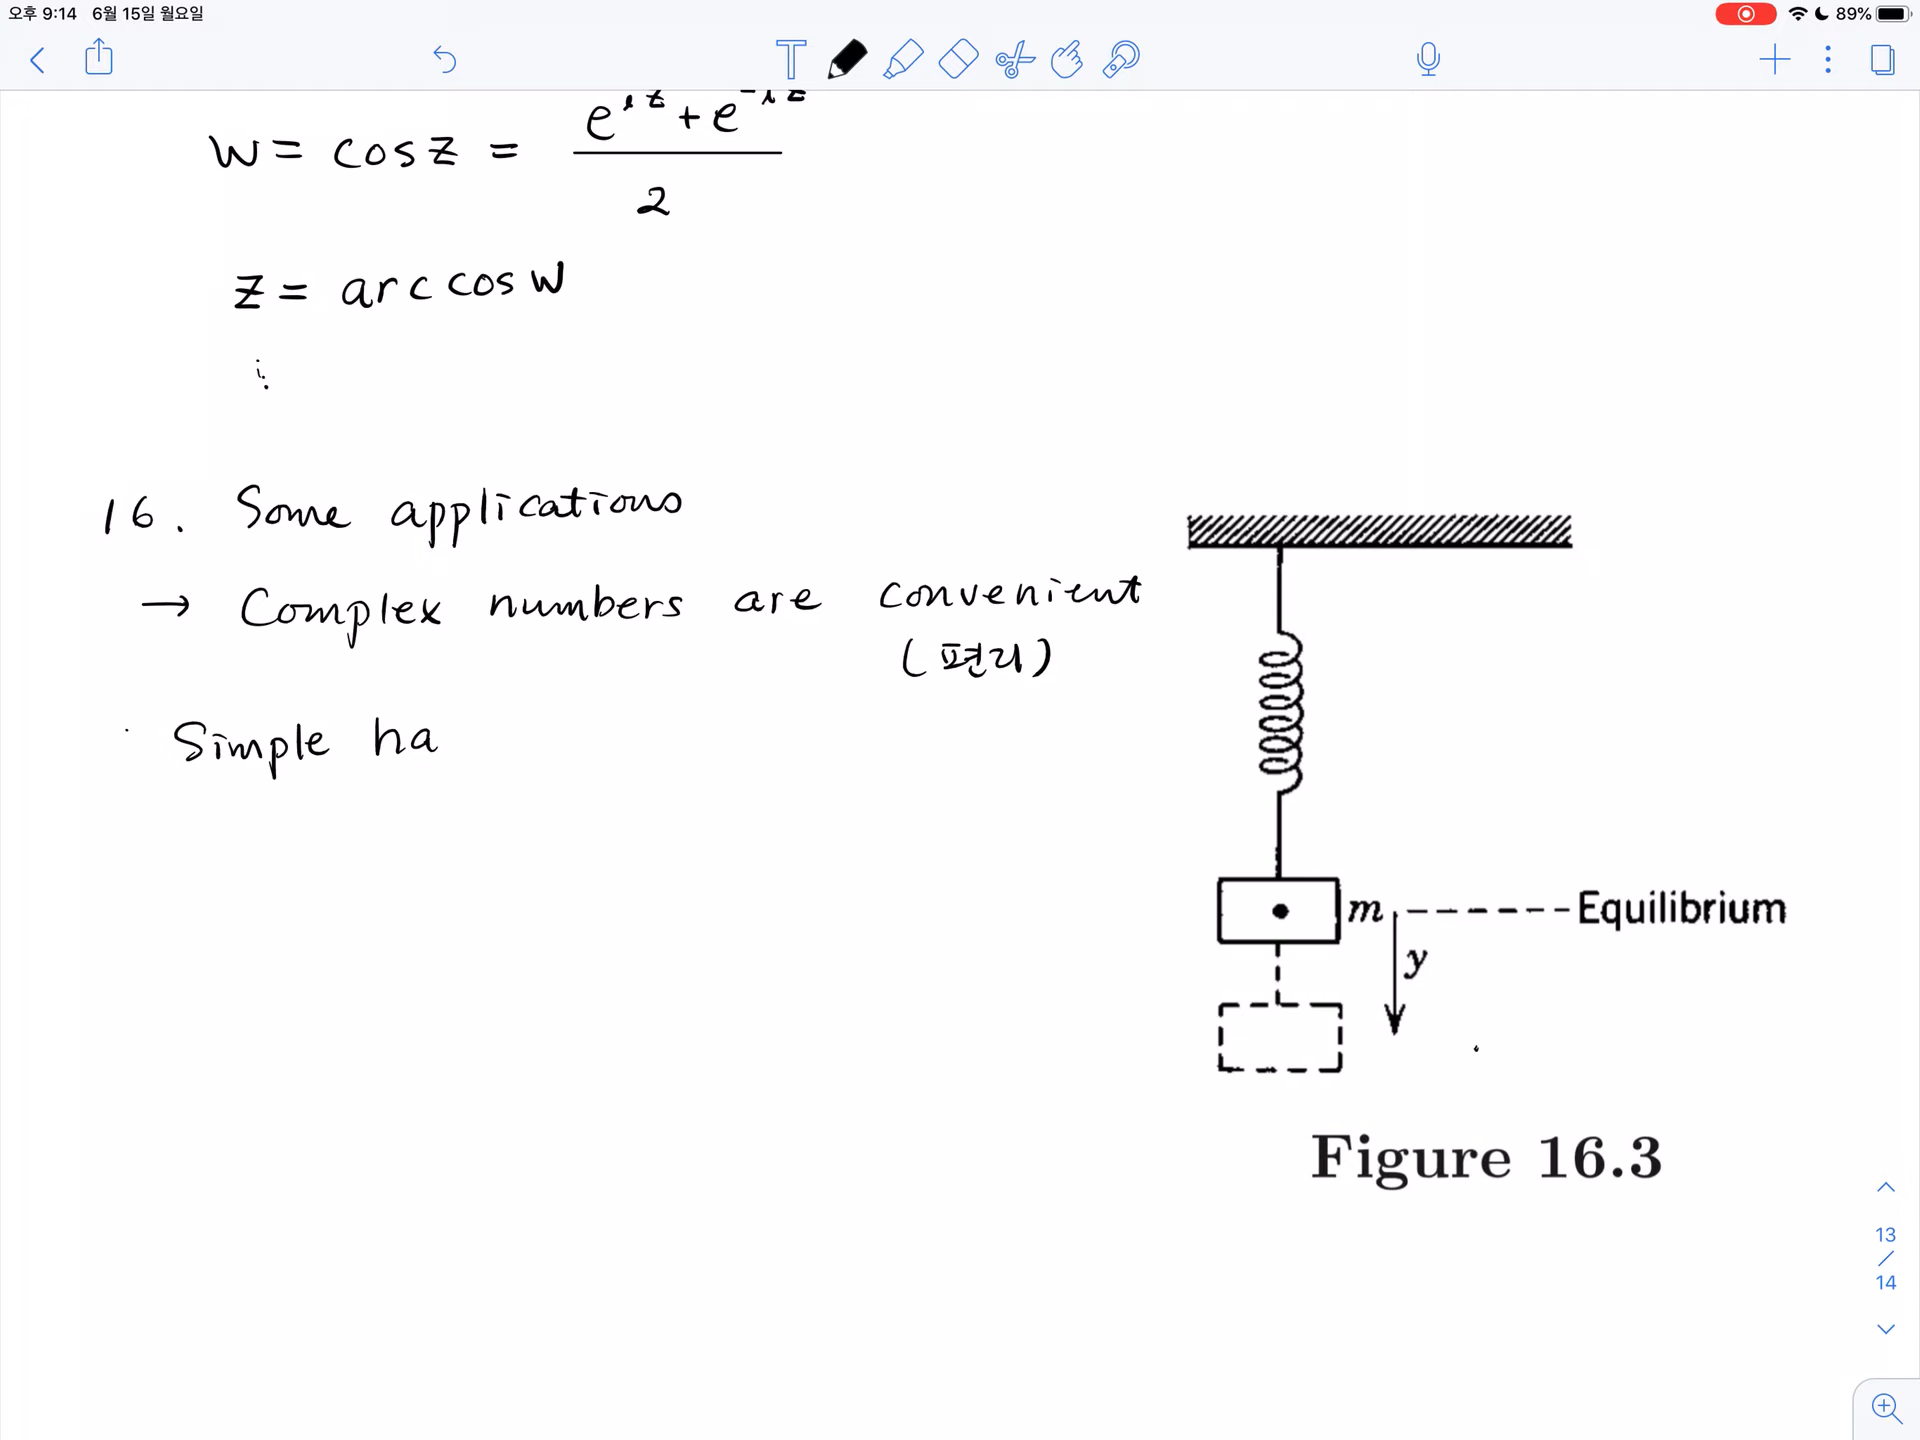 오후 9:14 6월 15일 월요일 89%
w = cos z = (e^{iz} + e^{-iz}) / 2
z = arc cos w
16. Some applications
→ Complex numbers are convenient
(편리)
Simple ha
m Equilibrium
y
Figure 16.3
13
/
14